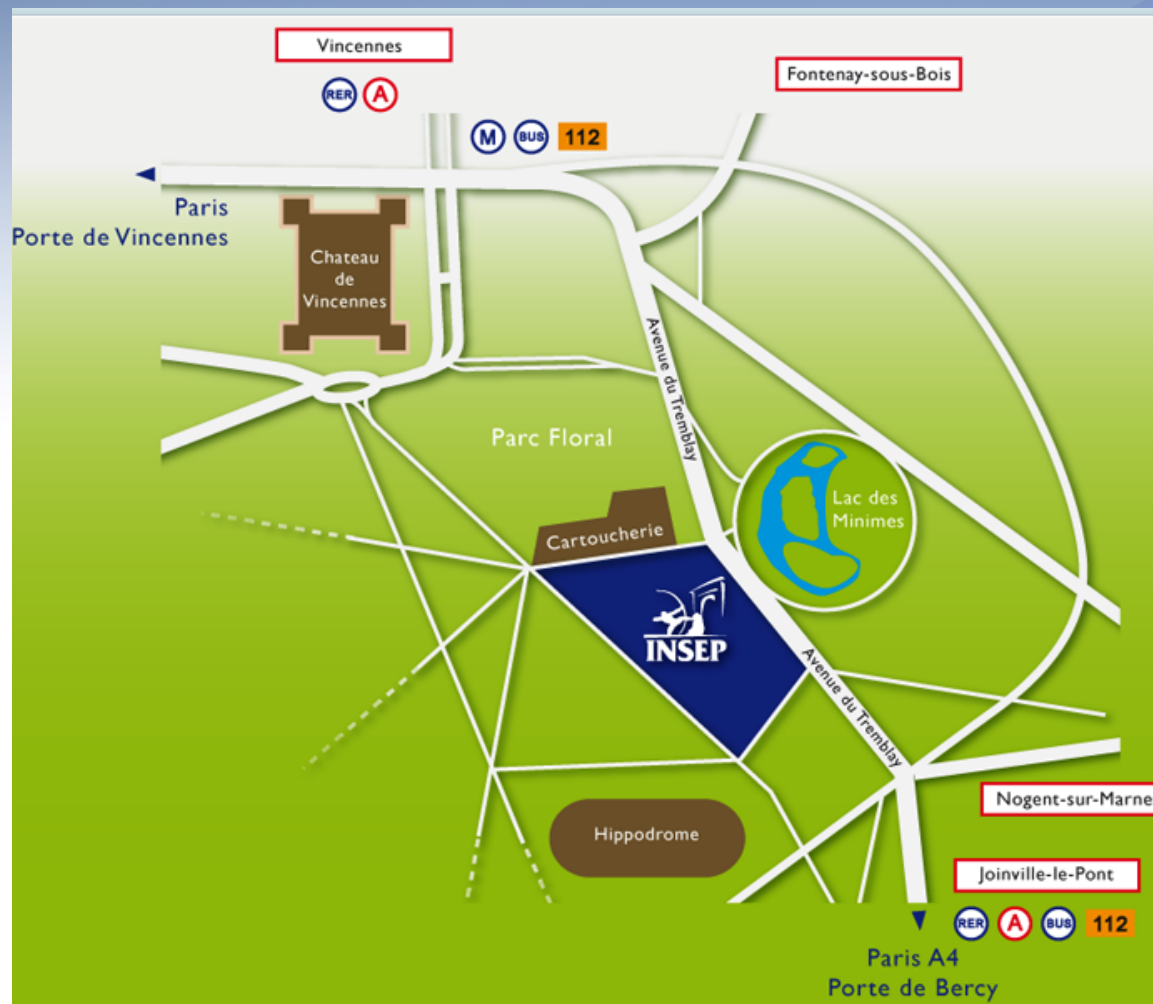 Vincennes
RER A
Fontenay-sous-Bois
M BUS 112
Paris
Porte de Vincennes
Chateau
de
Vincennes
Avenue du Tremblay
Parc Floral
Lac des
Minimes
Cartoucherie
INSEP
Avenue du Tremblay
Hippodrome
Nogent-sur-Marne
Joinville-le-Pont
RER A BUS 112
Paris A4
Porte de Bercy